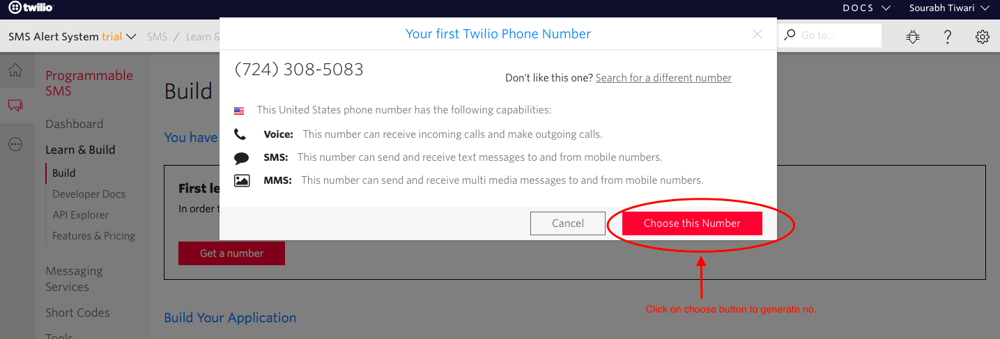 twilio
DOCS
Sourabh Tiwari
SMS Alert System trial
SMS / Learn &
Go to...
?
Your first Twilio Phone Number
(724) 308-5083
Don't like this one? Search for a different number
This United States phone number has the following capabilities:
Voice: This number can receive incoming calls and make outgoing calls.
SMS: This number can send and receive text messages to and from mobile numbers.
MMS: This number can send and receive multi media messages to and from mobile numbers.
Cancel
Choose this Number
Click on choose button to generate no.
Programmable
SMS
Dashboard
Learn & Build
Build
Developer Docs
API Explorer
Features & Pricing
Messaging
Services
Short Codes
Tools
Build
You have
First le
In order t
Get a number
Build Your Application